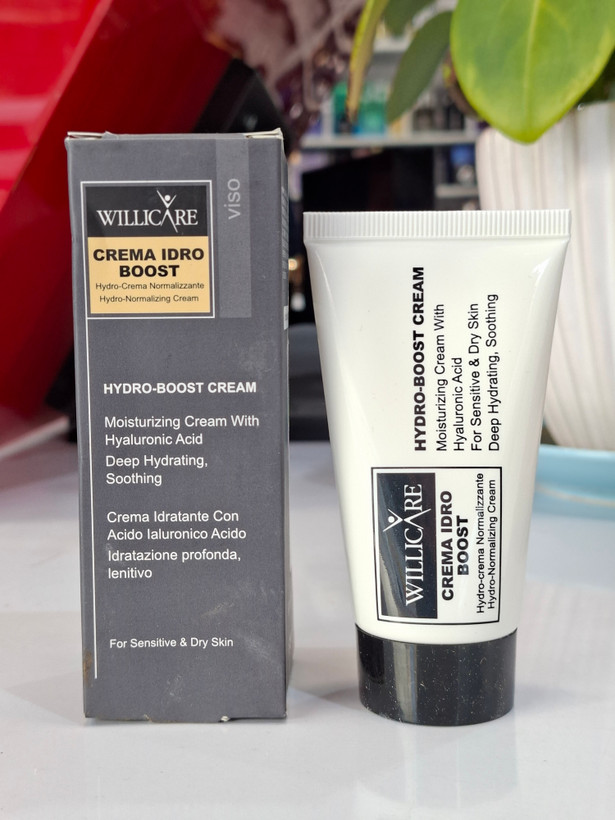 viso
WILLICARE
CREMA IDRO
BOOST
Hydro-Crema Normalizzante
Hydro-Normalizing Cream
HYDRO-BOOST CREAM
Moisturizing Cream With
Hyaluronic Acid
Deep Hydrating,
Soothing
Crema Idratante Con
Acido Ialuronico Acido
Idratazione profonda,
lenitivo
For Sensitive & Dry Skin
HYDRO-BOOST CREAM
Moisturizing Cream With
Hyaluronic Acid
For Sensitive & Dry Skin
Deep Hydrating, Soothing
WILLICARE
CREMA IDRO
BOOST
Hydro-crema Normalizzante
Hydro-Normalizing Cream